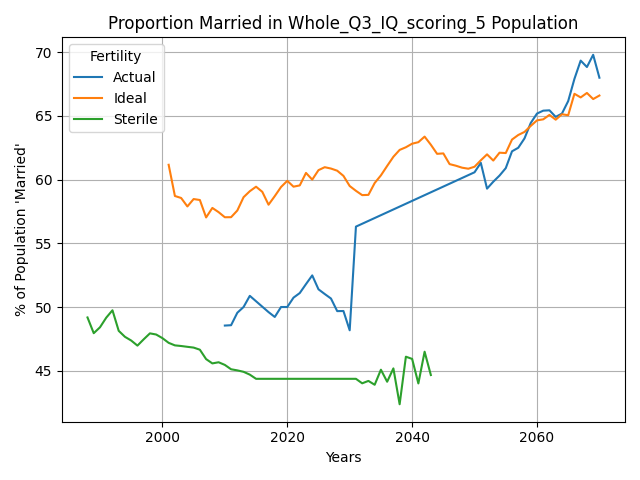 Proportion Married in Whole_Q3_IQ_scoring_5 Population
Fertility
Actual
Ideal
Sterile
70
65
60
55
50
45
% of Population 'Married'
2000
2020
2040
2060
Years